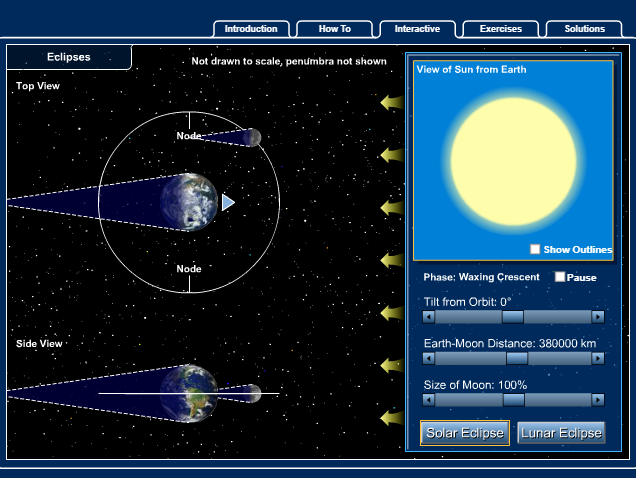 Introduction
How To
Interactive
Exercises
Solutions
Eclipses
Not drawn to scale, penumbra not shown
Top View
Node
Node
Side View
View of Sun from Earth
Show Outlines
Phase: Waxing Crescent
Pause
Tilt from Orbit: 0°
Earth-Moon Distance: 380000 km
Size of Moon: 100%
Solar Eclipse
Lunar Eclipse